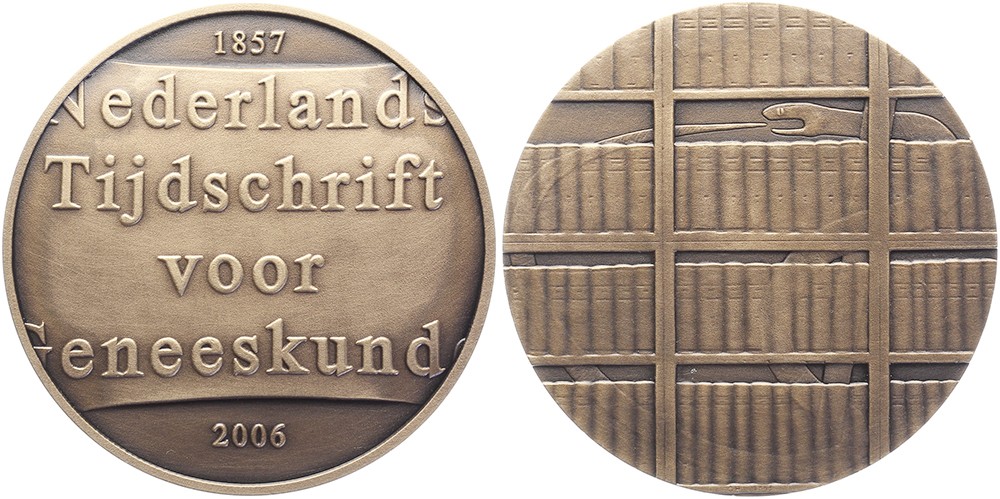 1857
Nederlands
Tijdschrift
voor
Geneeskunde
2006